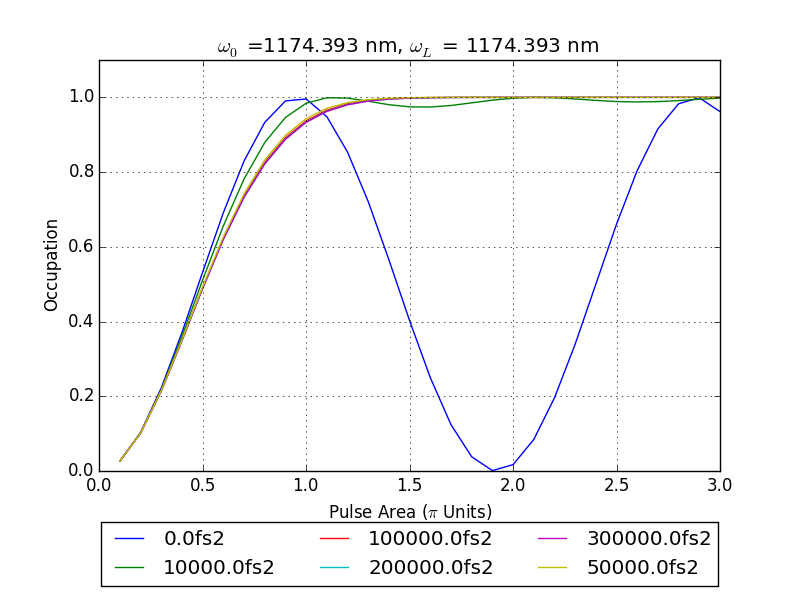 ω₀ =1174.393 nm, ω_L = 1174.393 nm
1.0
0.8
0.6
0.4
0.2
0.0
Occupation
0.0 0.5 1.0 1.5 2.0 2.5 3.0
Pulse Area (π Units)
0.0fs2 100000.0fs2 300000.0fs2
10000.0fs2 200000.0fs2 50000.0fs2